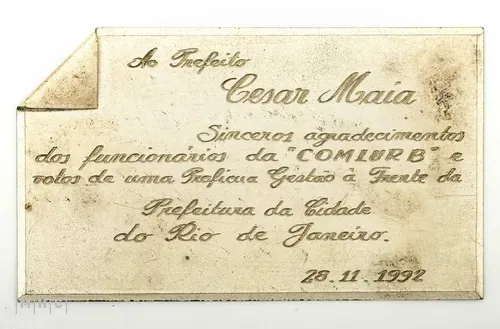 Ao Prefeito
Cesar Maia
Sinceros agradecimentos
dos funcionários da "COMLURB" e
votos de uma Profícua Gestão à Frente da
Prefeitura da Cidade
do Rio de Janeiro.
28.11.1992